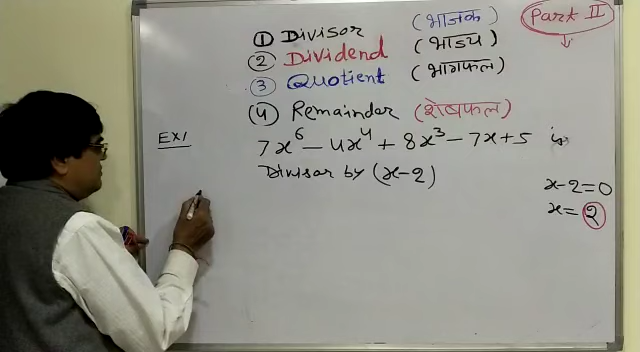 Part II
① Divisor (भाजक)
② Dividend (भाज्य)
③ Quotient (भागफल)
④ Remainder (शेषफल)
EX1
7x⁶ - 4x⁴ + 8x³ - 7x + 5 is
Divisor by (x-2)
x-2=0
x= 2